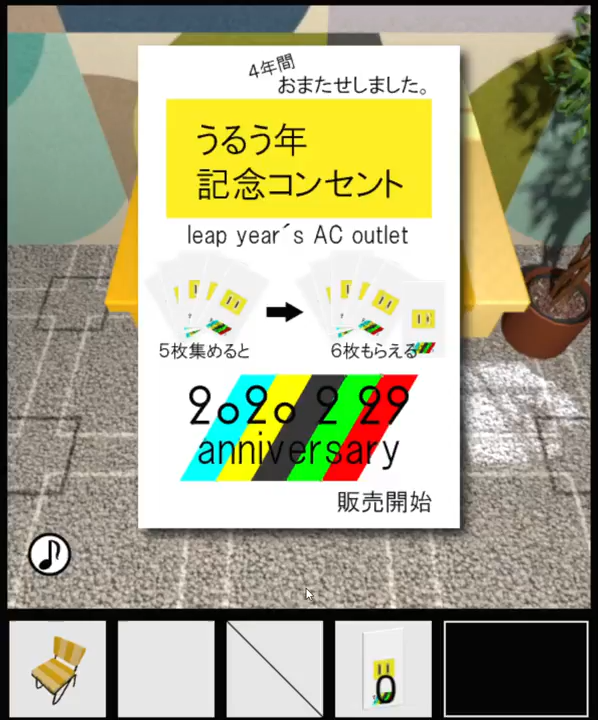 4年間
おまたせしました。
うるう年
記念コンセント
leap year´s AC outlet
5枚集めると
6枚もらえる
2020 2 29
anniversary
販売開始
0